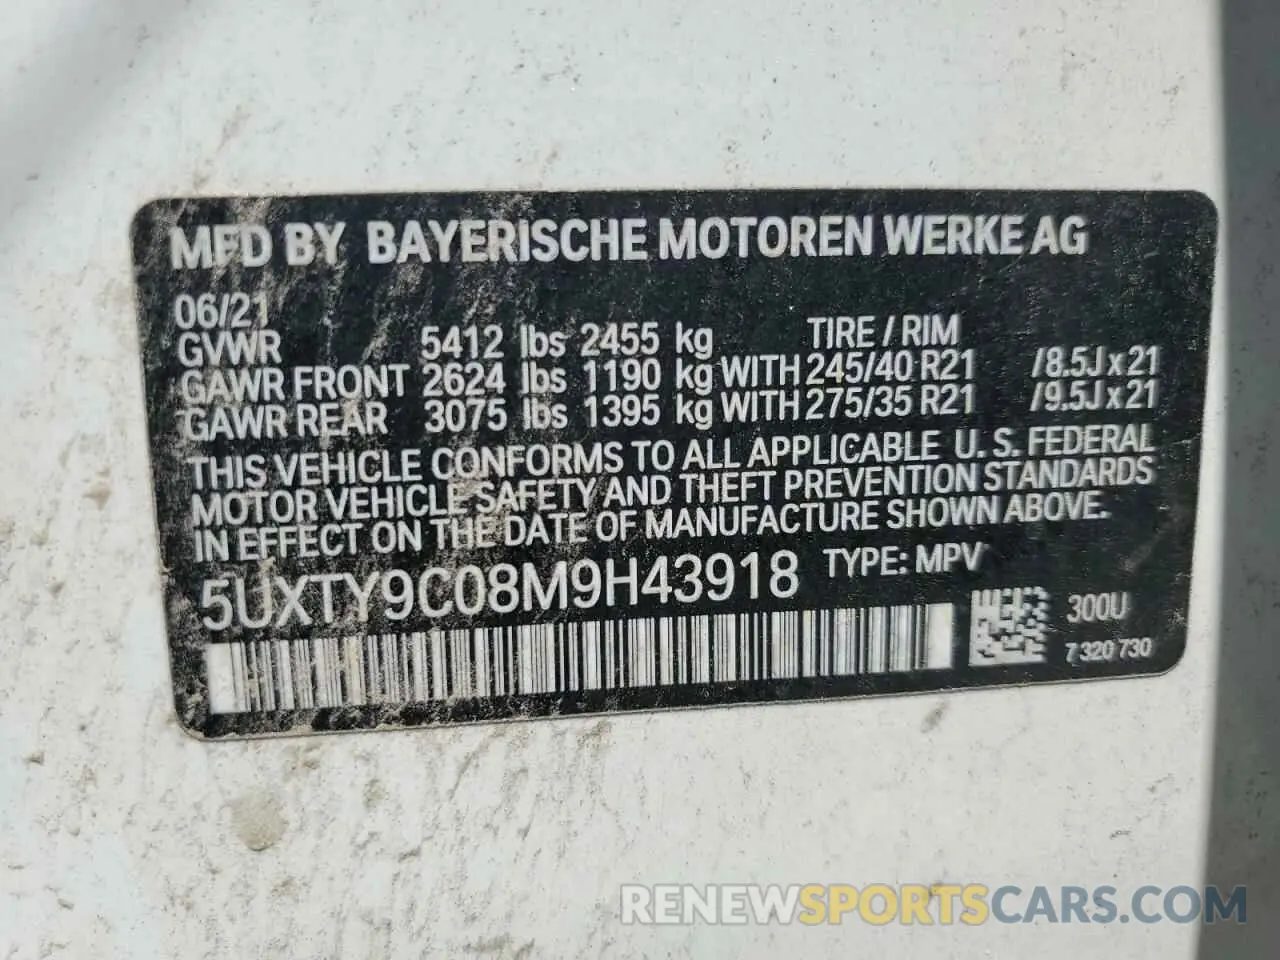 MFD BY BAYERISCHE MOTOREN WERKE AG
06/21
GVWR 5412 lbs 2455 kg TIRE / RIM
GAWR FRONT 2624 lbs 1190 kg WITH 245/40 R21 /8.5J x 21
GAWR REAR 3075 lbs 1395 kg WITH 275/35 R21 /9.5J x 21
THIS VEHICLE CONFORMS TO ALL APPLICABLE U. S. FEDERAL
MOTOR VEHICLE SAFETY AND THEFT PREVENTION STANDARDS
IN EFFECT ON THE DATE OF MANUFACTURE SHOWN ABOVE.
5UXTY9C08M9H43918 TYPE: MPV
300U
7 320 730
RENEWSPORTSCARS.COM